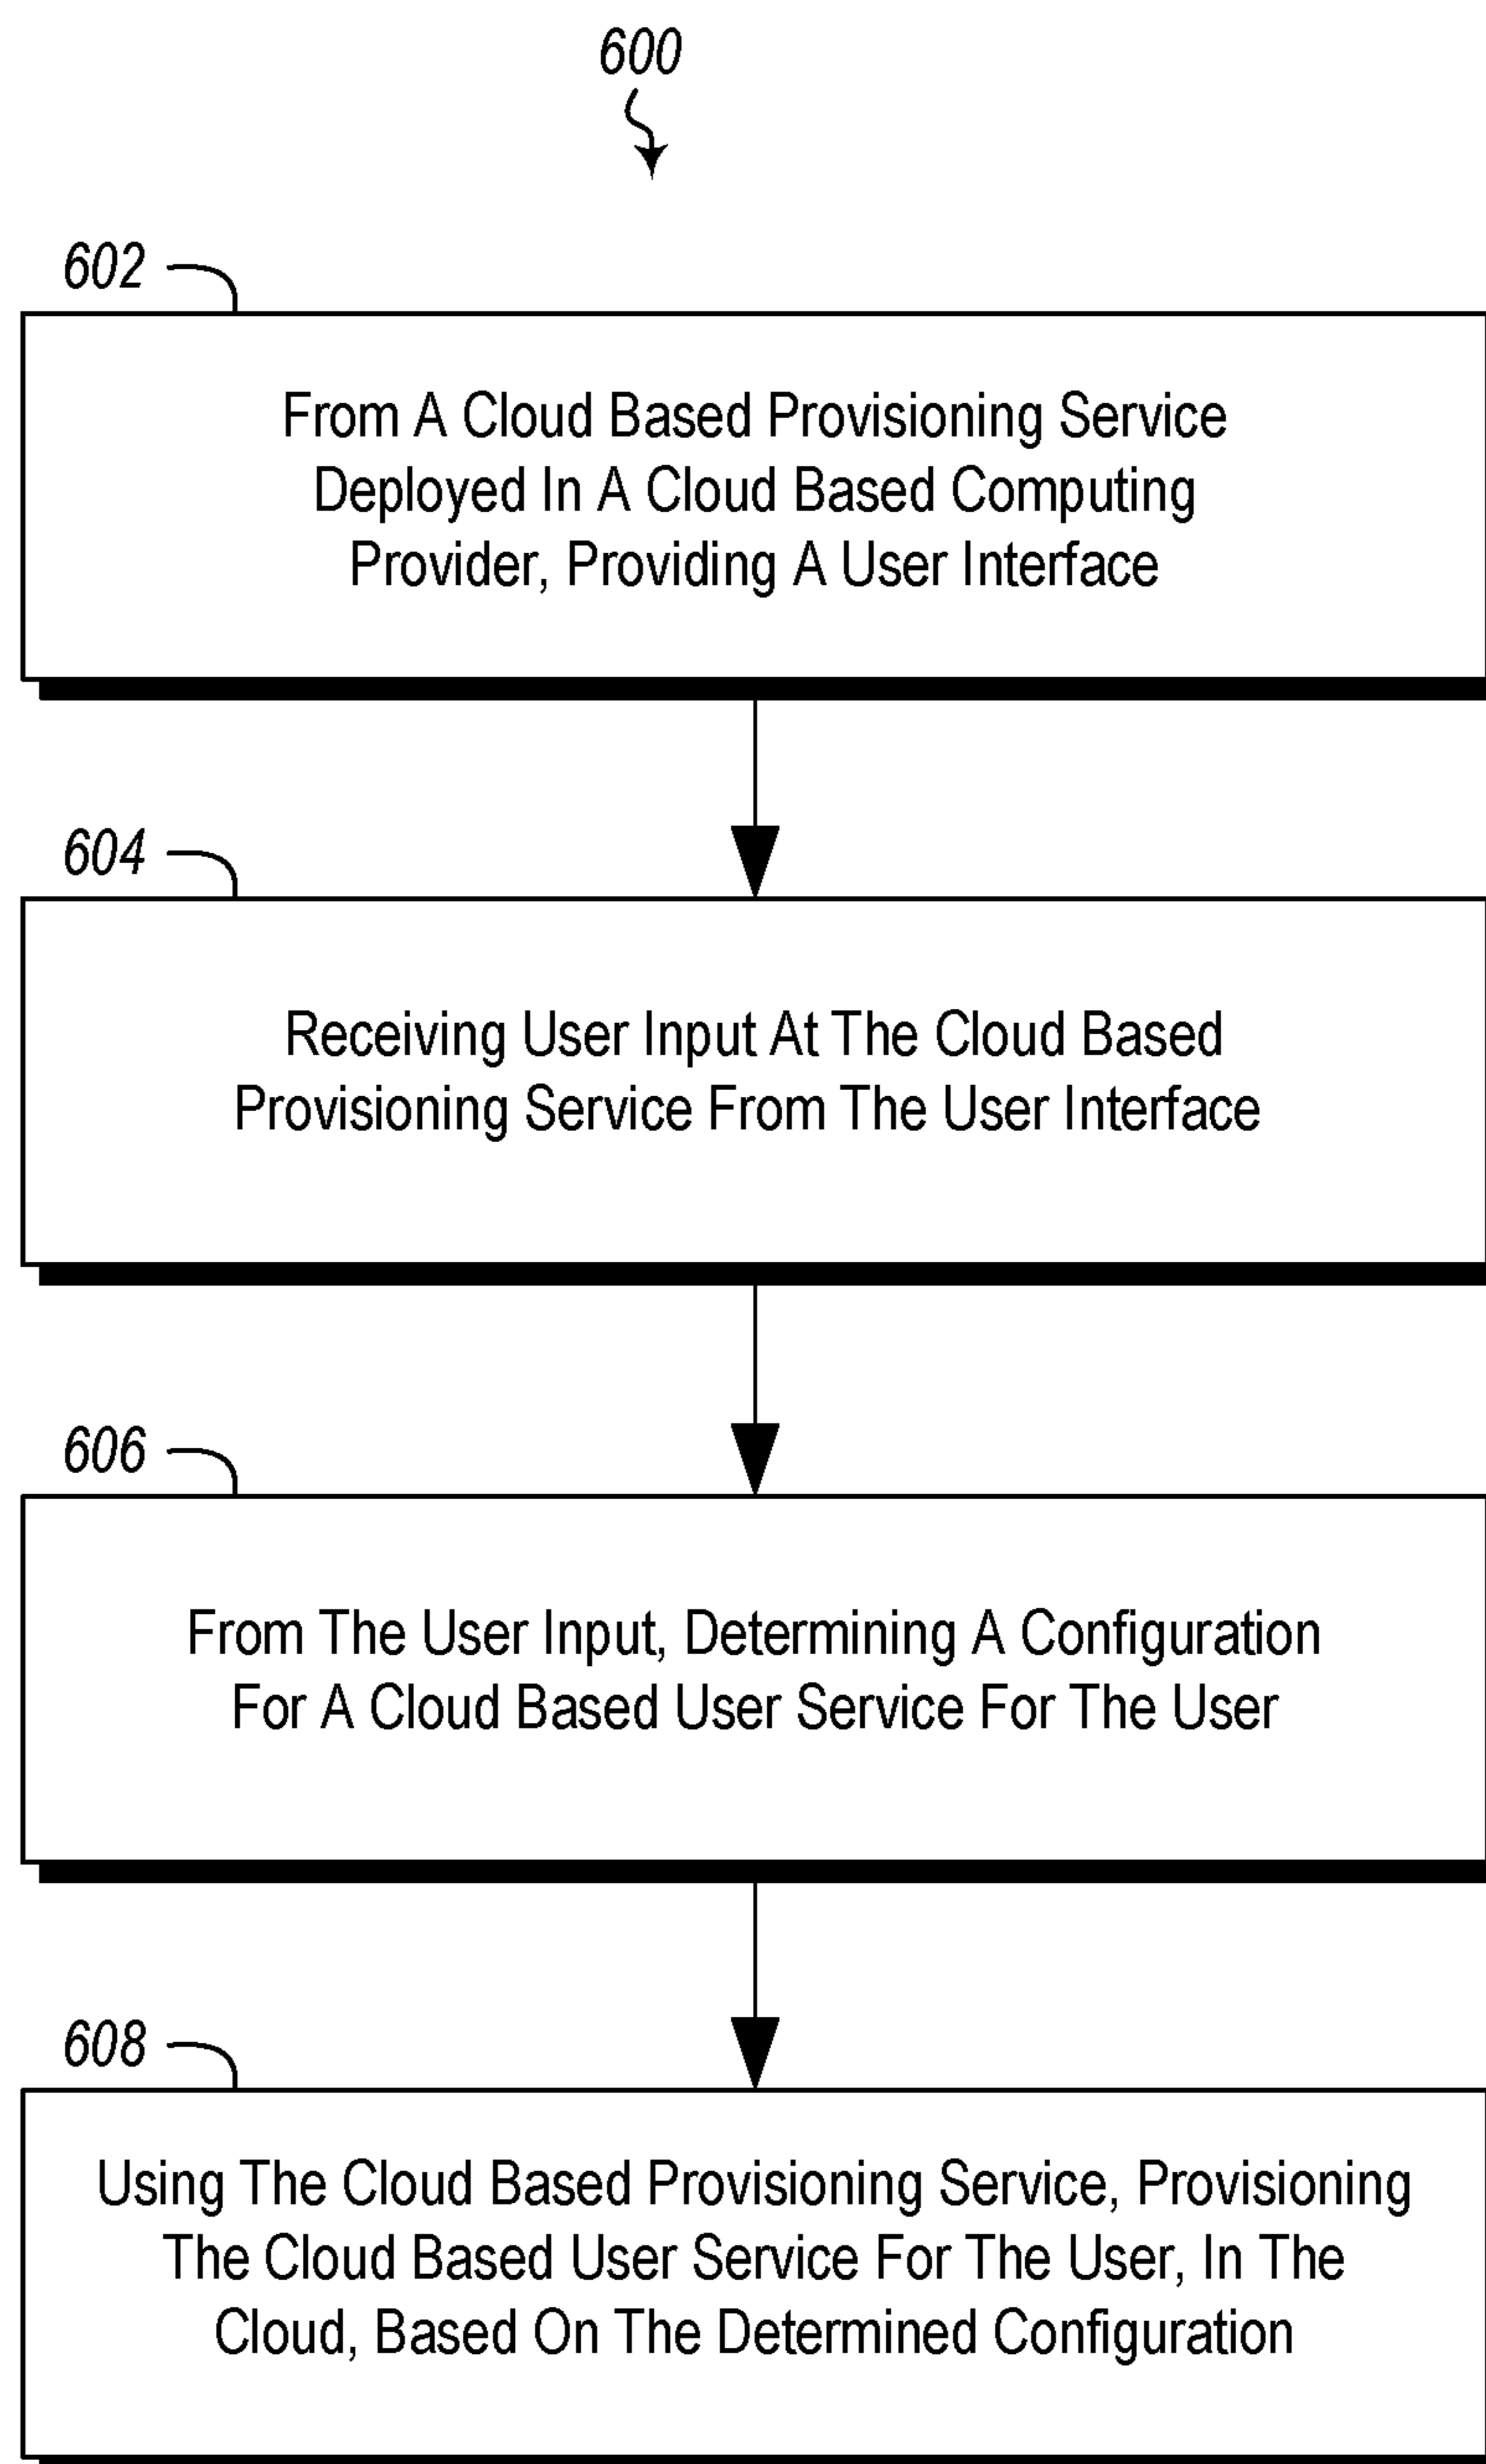 600
602
From A Cloud Based Provisioning Service
Deployed In A Cloud Based Computing
Provider, Providing A User Interface
604
Receiving User Input At The Cloud Based
Provisioning Service From The User Interface
606
From The User Input, Determining A Configuration
For A Cloud Based User Service For The User
608
Using The Cloud Based Provisioning Service, Provisioning
The Cloud Based User Service For The User, In The
Cloud, Based On The Determined Configuration